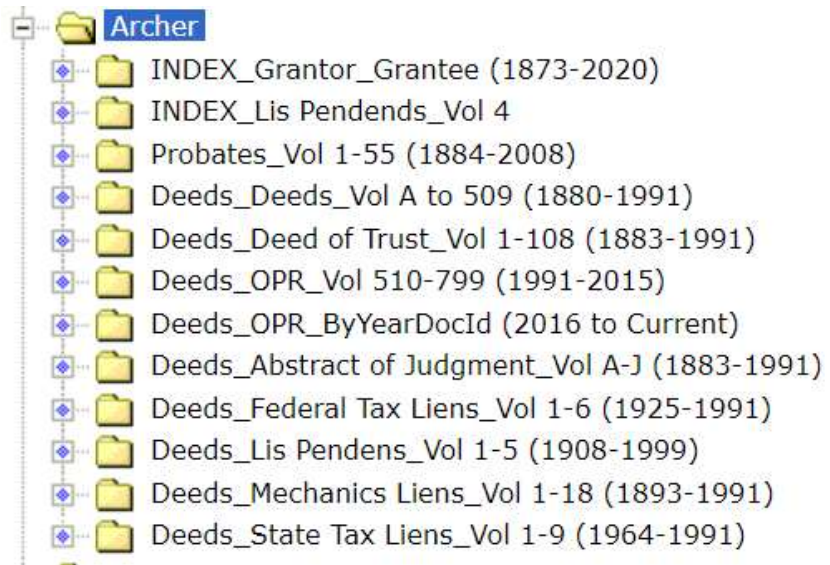 Archer
INDEX_Grantor_Grantee (1873-2020)
INDEX_Lis Pendends_Vol 4
Probates_Vol 1-55 (1884-2008)
Deeds_Deeds_Vol A to 509 (1880-1991)
Deeds_Deed of Trust_Vol 1-108 (1883-1991)
Deeds_OPR_Vol 510-799 (1991-2015)
Deeds_OPR_ByYearDocId (2016 to Current)
Deeds_Abstract of Judgment_Vol A-J (1883-1991)
Deeds_Federal Tax Liens_Vol 1-6 (1925-1991)
Deeds_Lis Pendens_Vol 1-5 (1908-1999)
Deeds_Mechanics Liens_Vol 1-18 (1893-1991)
Deeds_State Tax Liens_Vol 1-9 (1964-1991)